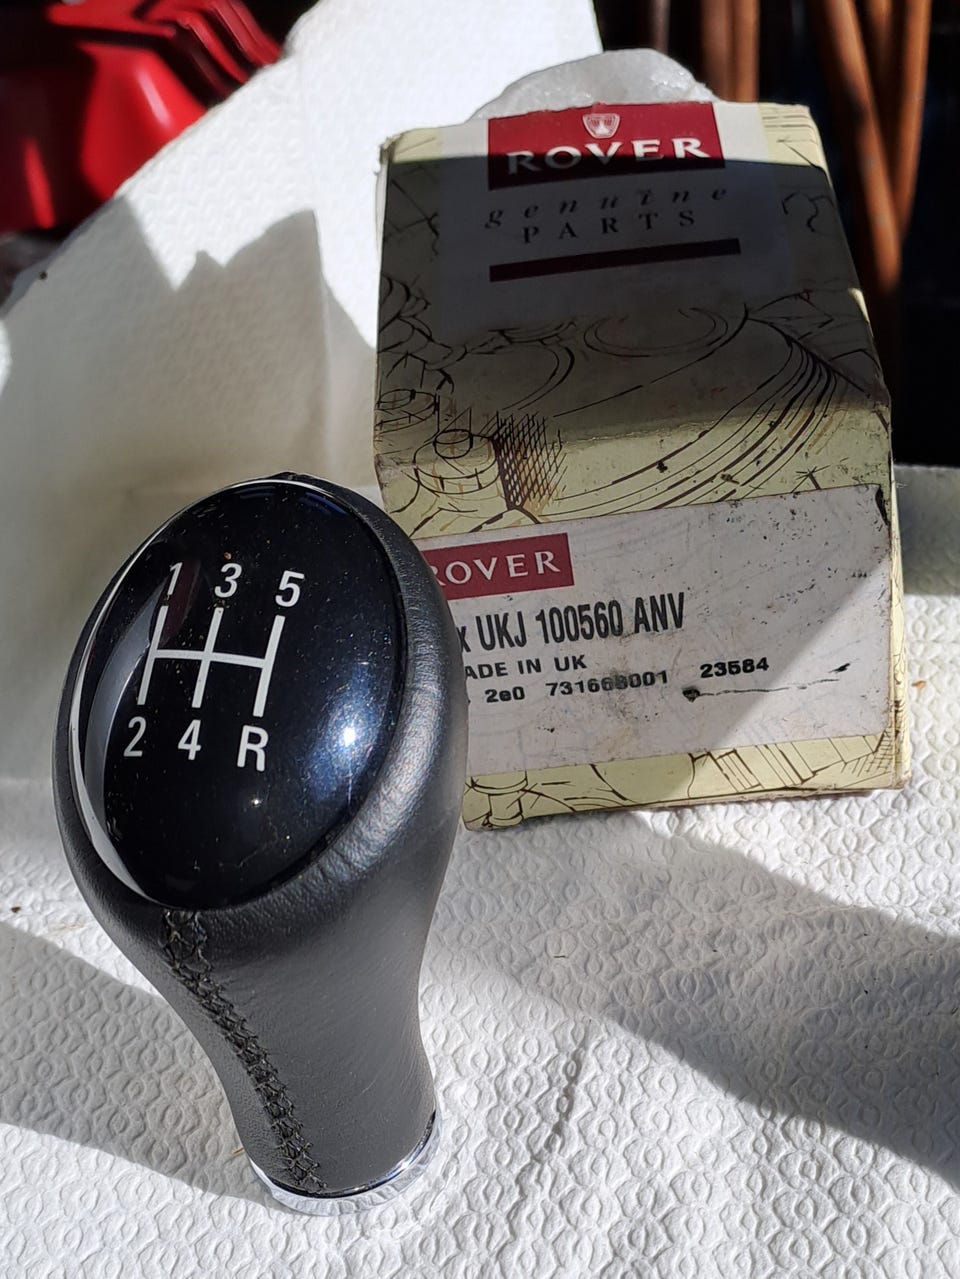 ROVER
genuine
PARTS
ROVER
x UKJ 100560 ANV
ADE IN UK
2e0 731668001 23584
1 3 5
2 4 R